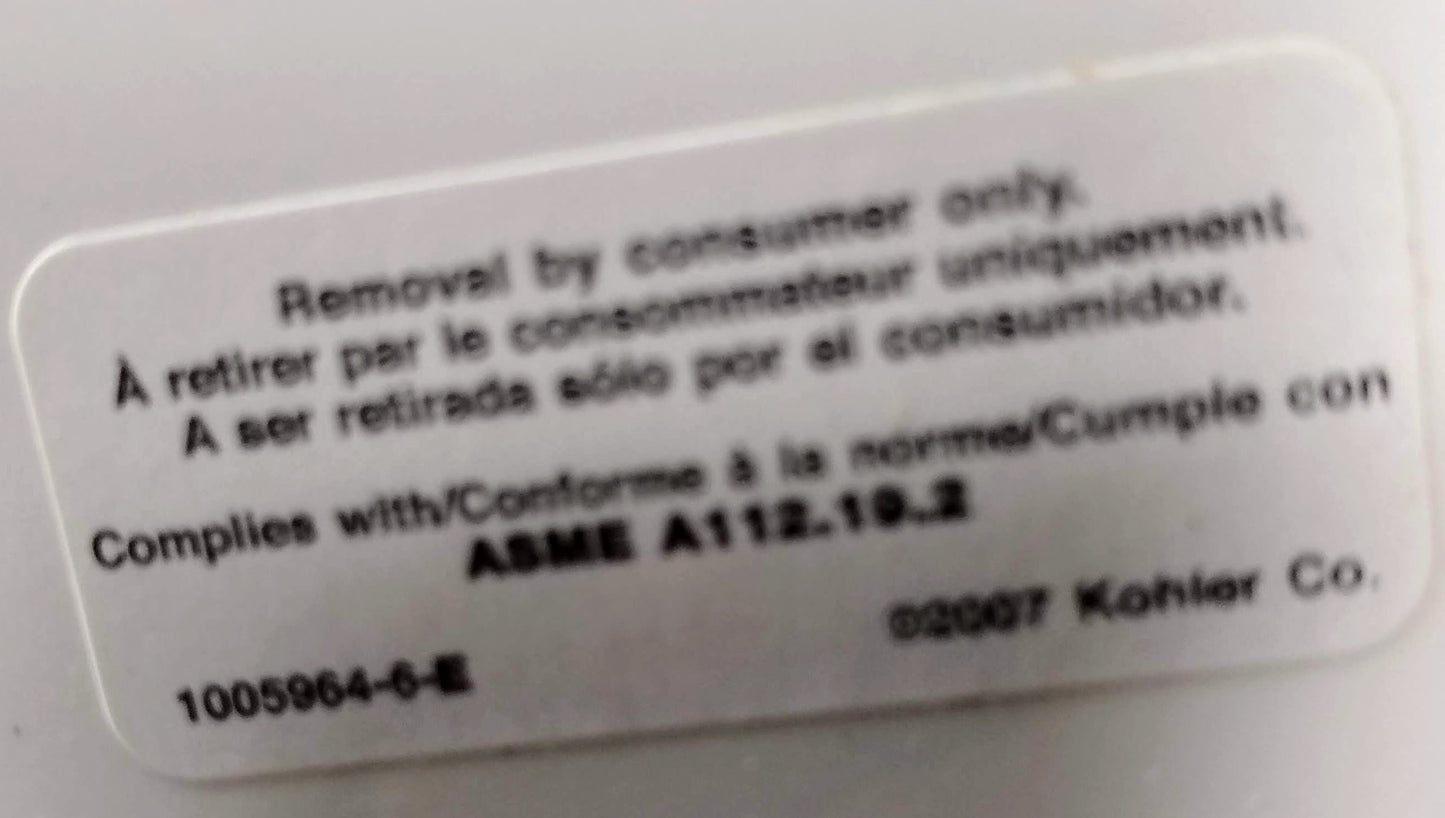 Removal by consumer only.
À retirer par le consommateur uniquement.
A ser retirada sólo por el consumidor.
Complies with/Conforme à la norme/Cumple con
ASME A112.19.2
©2007 Kohler Co.
1005964-6-E